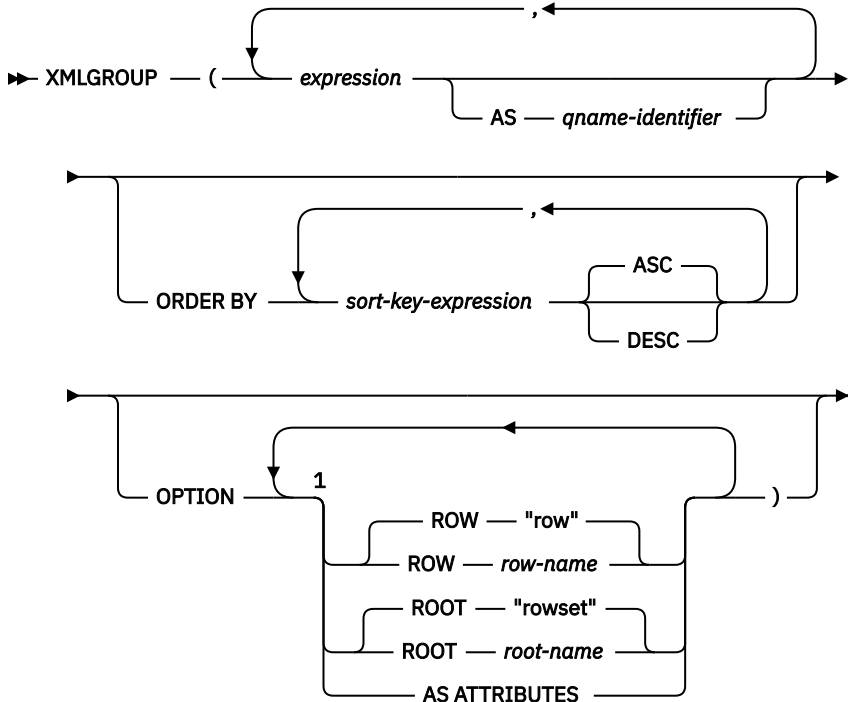 ,
XMLGROUP ( expression
AS qname-identifier
,
ASC
ORDER BY sort-key-expression
DESC
1
OPTION )
ROW "row"
ROW row-name
ROOT "rowset"
ROOT root-name
AS ATTRIBUTES